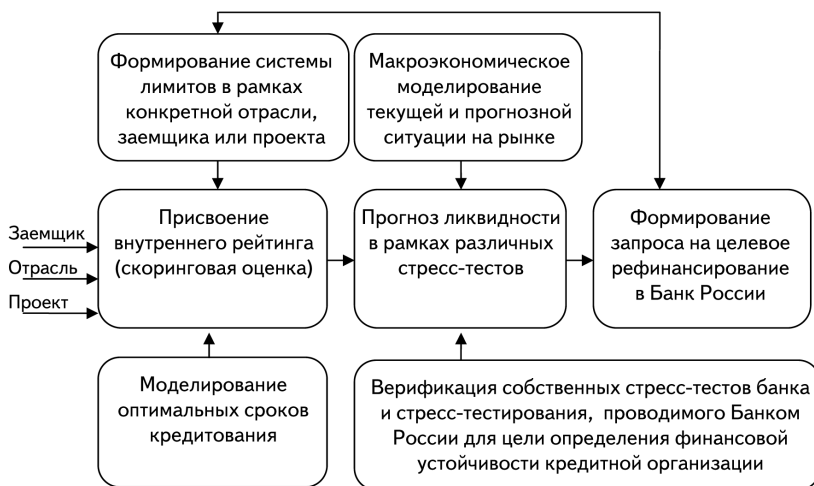 Формирование системы
лимитов в рамках
конкретной отрасли,
заемщика или проекта
Макроэкономическое
моделирование
текущей и прогнозной
ситуации на рынке
Заемщик
Отрасль
Проект
Присвоение
внутреннего рейтинга
(скоринговая оценка)
Прогноз ликвидности
в рамках различных
стресс-тестов
Формирование
запроса на целевое
рефинансирование
в Банк России
Моделирование
оптимальных сроков
кредитования
Верификация собственных стресс-тестов банка
и стресс-тестирования, проводимого Банком
России для цели определения финансовой
устойчивости кредитной организации